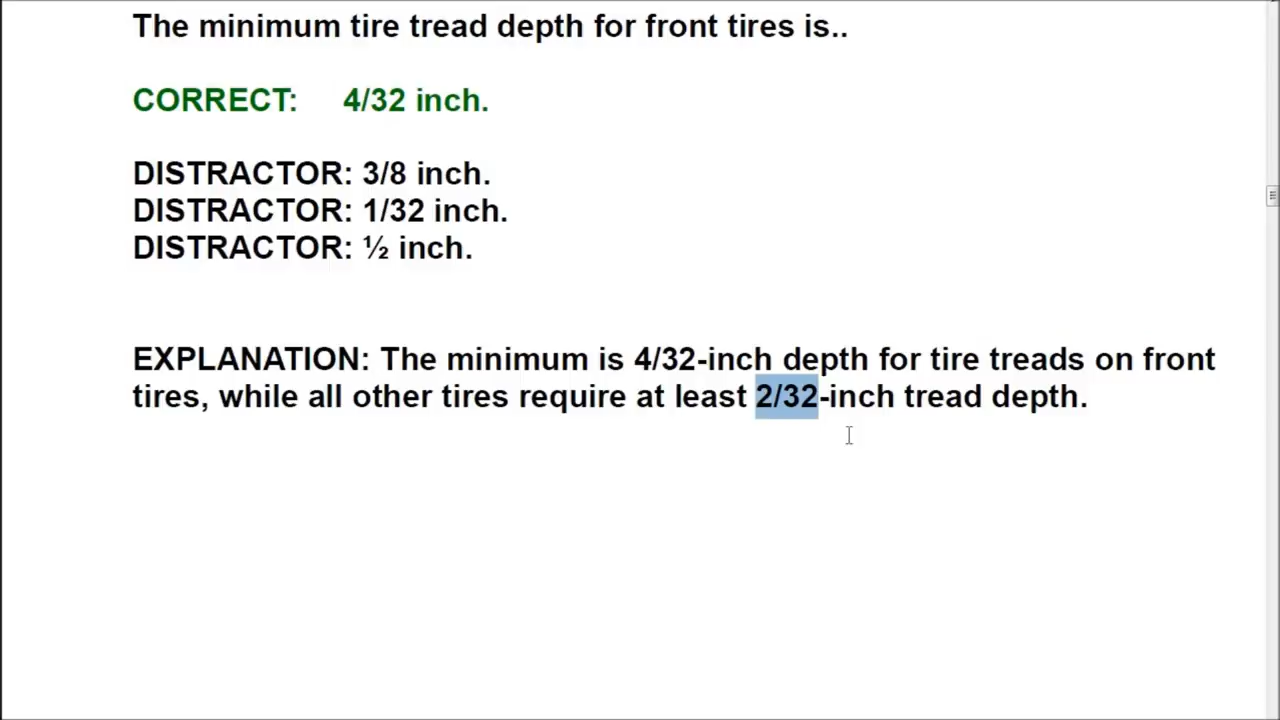 The minimum tire tread depth for front tires is..
CORRECT: 4/32 inch.
DISTRACTOR: 3/8 inch.
DISTRACTOR: 1/32 inch.
DISTRACTOR: ½ inch.
EXPLANATION: The minimum is 4/32-inch depth for tire treads on front
tires, while all other tires require at least 2/32-inch tread depth.